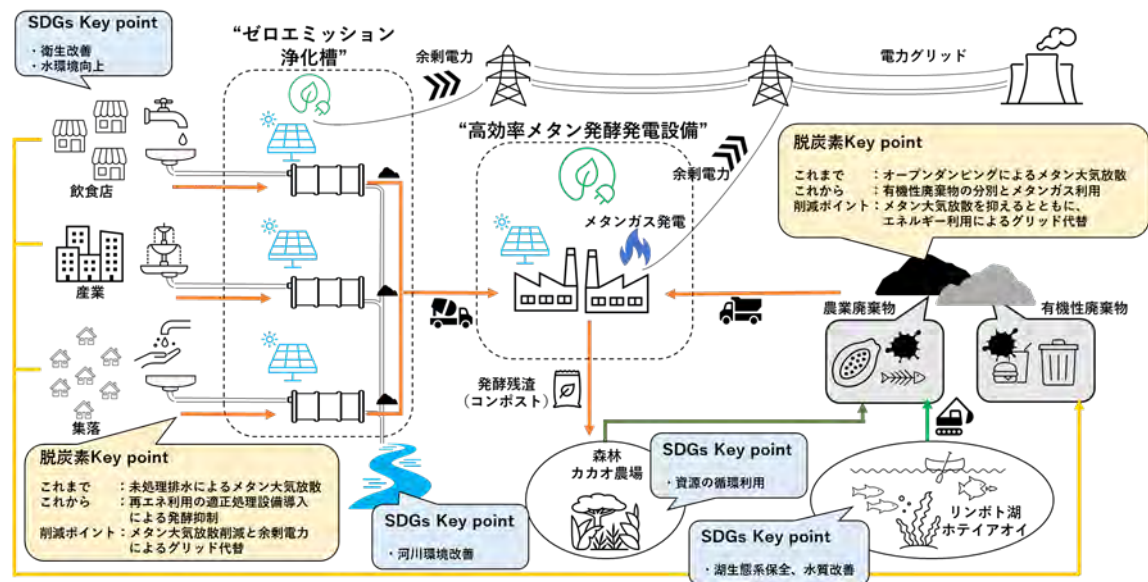 SDGs Key point
・衛生改善
・水環境向上
“ゼロエミッション
浄化槽”
余剰電力
電力グリッド
“高効率メタン発酵発電設備”
余剰電力
メタンガス発電
脱炭素Key point
これまで ：オープンダンピングによるメタン大気放散
これから ：有機性廃棄物の分別とメタンガス利用
削減ポイント：メタン大気放散を抑えるとともに、
エネルギー利用によるグリッド代替
飲食店
産業
集落
農業廃棄物
有機性廃棄物
発酵残渣
（コンポスト）
脱炭素Key point
これまで ：未処理排水によるメタン大気放散
これから ：再エネ利用の適正処理設備導入
による発酵抑制
削減ポイント：メタン大気放散削減と余剰電力
によるグリッド代替
SDGs Key point
・河川環境改善
森林
カカオ農場
SDGs Key point
・資源の循環利用
リンボト湖
ホテイアオイ
SDGs Key point
・湖生態系保全、水質改善